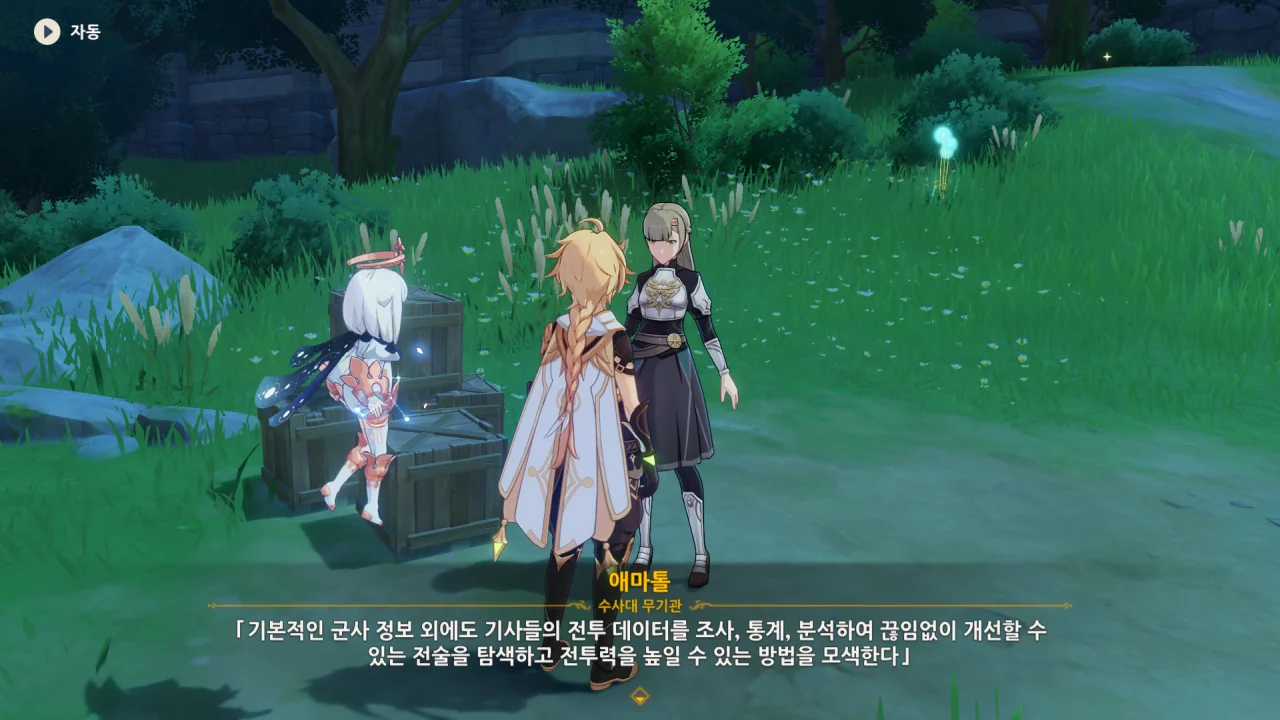 자동
애마톨
수사대 무기관
「기본적인 군사 정보 외에도 기사들의 전투 데이터를 조사, 통계, 분석하여 끊임없이 개선할 수
있는 전술을 탐색하고 전투력을 높일 수 있는 방법을 모색한다」